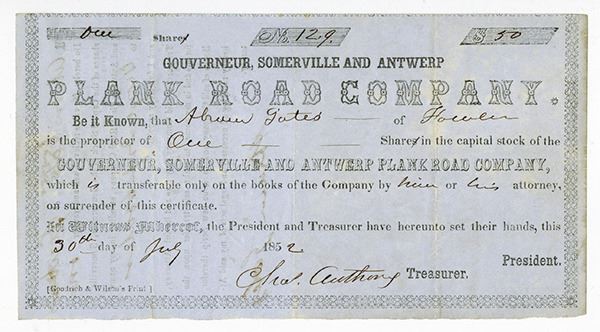 One Share No. 129 $ 50
GOUVERNEUR, SOMERVILLE AND ANTWERP
PLANK ROAD COMPANY.
Be it Known, that Abram Gates of Fowler
is the proprietor of One Share in the capital stock of the
GOUVERNEUR, SOMERVILLE AND ANTWERP PLANK ROAD COMPANY,
which is transferable only on the books of the Company by him or his attorney,
on surrender of this certificate.
In Witness Whereof, the President and Treasurer have hereunto set their hands, this
30th day of July 1852
President.
Chas. Anthony Treasurer.
[Goodrich & Wilson's Print]